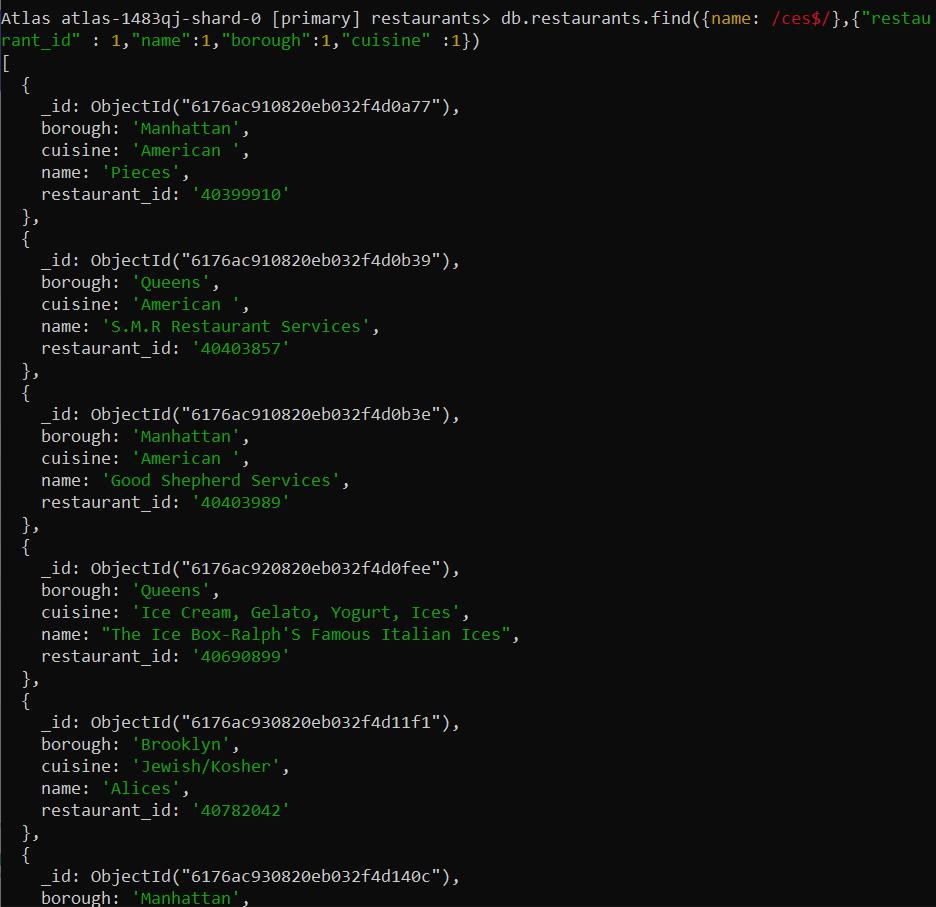 Atlas atlas-1483qj-shard-0 [primary] restaurants> db.restaurants.find({name: /ces$/},{"restau
rant_id" : 1,"name":1,"borough":1,"cuisine" :1})
[
  {
    _id: ObjectId("6176ac910820eb032f4d0a77"),
    borough: 'Manhattan',
    cuisine: 'American ',
    name: 'Pieces',
    restaurant_id: '40399910'
  },
  {
    _id: ObjectId("6176ac910820eb032f4d0b39"),
    borough: 'Queens',
    cuisine: 'American ',
    name: 'S.M.R Restaurant Services',
    restaurant_id: '40403857'
  },
  {
    _id: ObjectId("6176ac910820eb032f4d0b3e"),
    borough: 'Manhattan',
    cuisine: 'American ',
    name: 'Good Shepherd Services',
    restaurant_id: '40403989'
  },
  {
    _id: ObjectId("6176ac920820eb032f4d0fee"),
    borough: 'Queens',
    cuisine: 'Ice Cream, Gelato, Yogurt, Ices',
    name: "The Ice Box-Ralph'S Famous Italian Ices",
    restaurant_id: '40690899'
  },
  {
    _id: ObjectId("6176ac930820eb032f4d11f1"),
    borough: 'Brooklyn',
    cuisine: 'Jewish/Kosher',
    name: 'Alices',
    restaurant_id: '40782042'
  },
  {
    _id: ObjectId("6176ac930820eb032f4d140c"),
    borough: 'Manhattan',